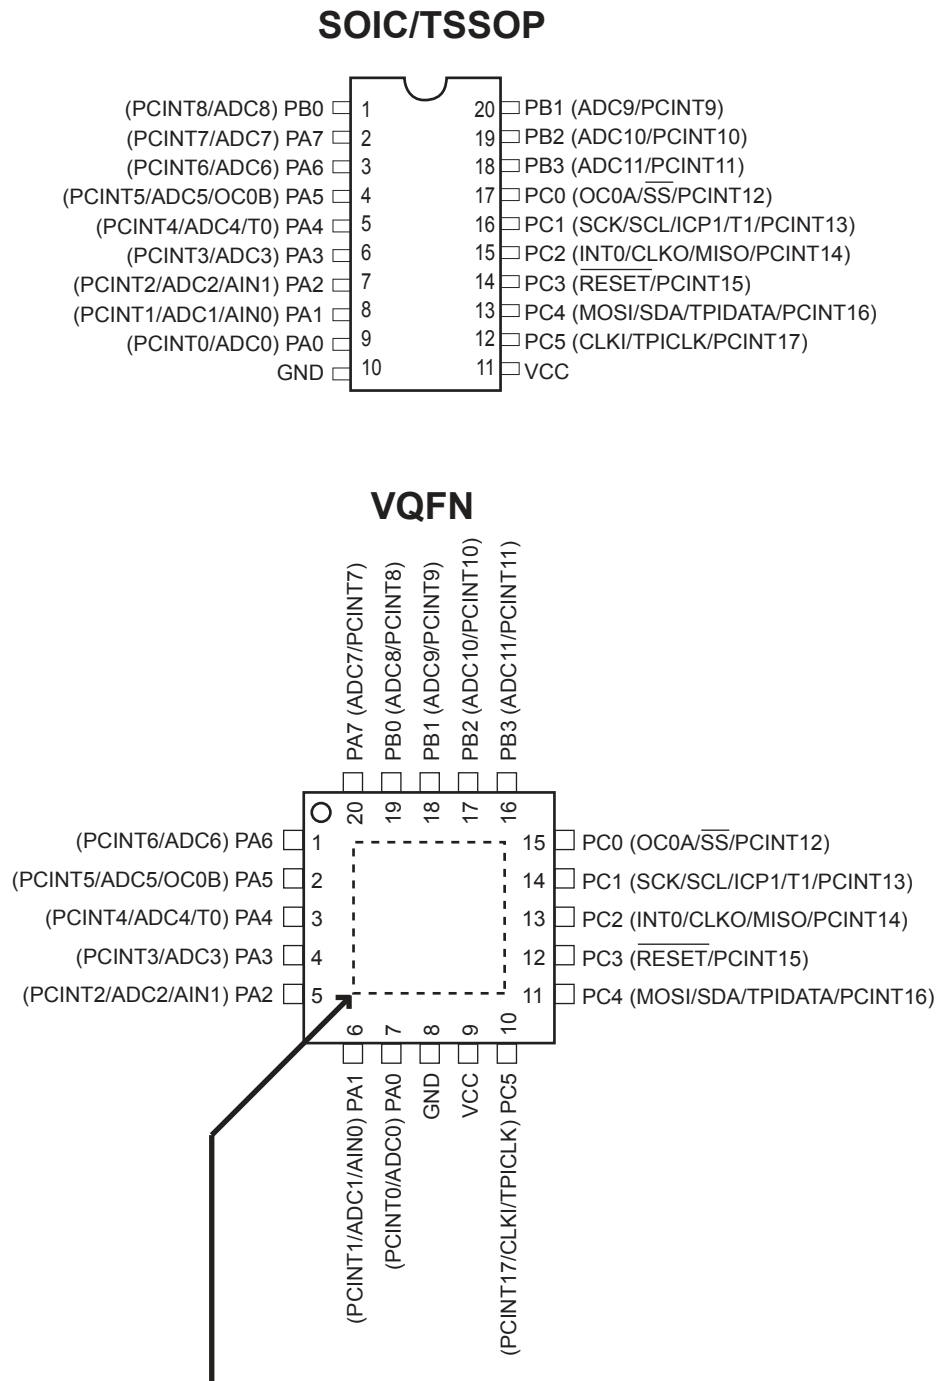 SOIC/TSSOP
(PCINT8/ADC8) PB0 1 20 PB1 (ADC9/PCINT9)
(PCINT7/ADC7) PA7 2 19 PB2 (ADC10/PCINT10)
(PCINT6/ADC6) PA6 3 18 PB3 (ADC11/PCINT11)
(PCINT5/ADC5/OC0B) PA5 4 17 PC0 (OC0A/SS/PCINT12)
(PCINT4/ADC4/T0) PA4 5 16 PC1 (SCK/SCL/ICP1/T1/PCINT13)
(PCINT3/ADC3) PA3 6 15 PC2 (INT0/CLKO/MISO/PCINT14)
(PCINT2/ADC2/AIN1) PA2 7 14 PC3 (RESET/PCINT15)
(PCINT1/ADC1/AIN0) PA1 8 13 PC4 (MOSI/SDA/TPIDATA/PCINT16)
(PCINT0/ADC0) PA0 9 12 PC5 (CLKI/TPICLK/PCINT17)
GND 10 11 VCC
VQFN
PA7 (ADC7/PCINT7)
PB0 (ADC8/PCINT8)
PB1 (ADC9/PCINT9)
PB2 (ADC10/PCINT10)
PB3 (ADC11/PCINT11)
20 19 18 17 16
(PCINT6/ADC6) PA6 1 15 PC0 (OC0A/SS/PCINT12)
(PCINT5/ADC5/OC0B) PA5 2 14 PC1 (SCK/SCL/ICP1/T1/PCINT13)
(PCINT4/ADC4/T0) PA4 3 13 PC2 (INT0/CLKO/MISO/PCINT14)
(PCINT3/ADC3) PA3 4 12 PC3 (RESET/PCINT15)
(PCINT2/ADC2/AIN1) PA2 5 11 PC4 (MOSI/SDA/TPIDATA/PCINT16)
6 7 8 9 10
(PCINT1/ADC1/AIN0) PA1
(PCINT0/ADC0) PA0
GND
VCC
(PCINT17/CLKI/TPICLK) PC5